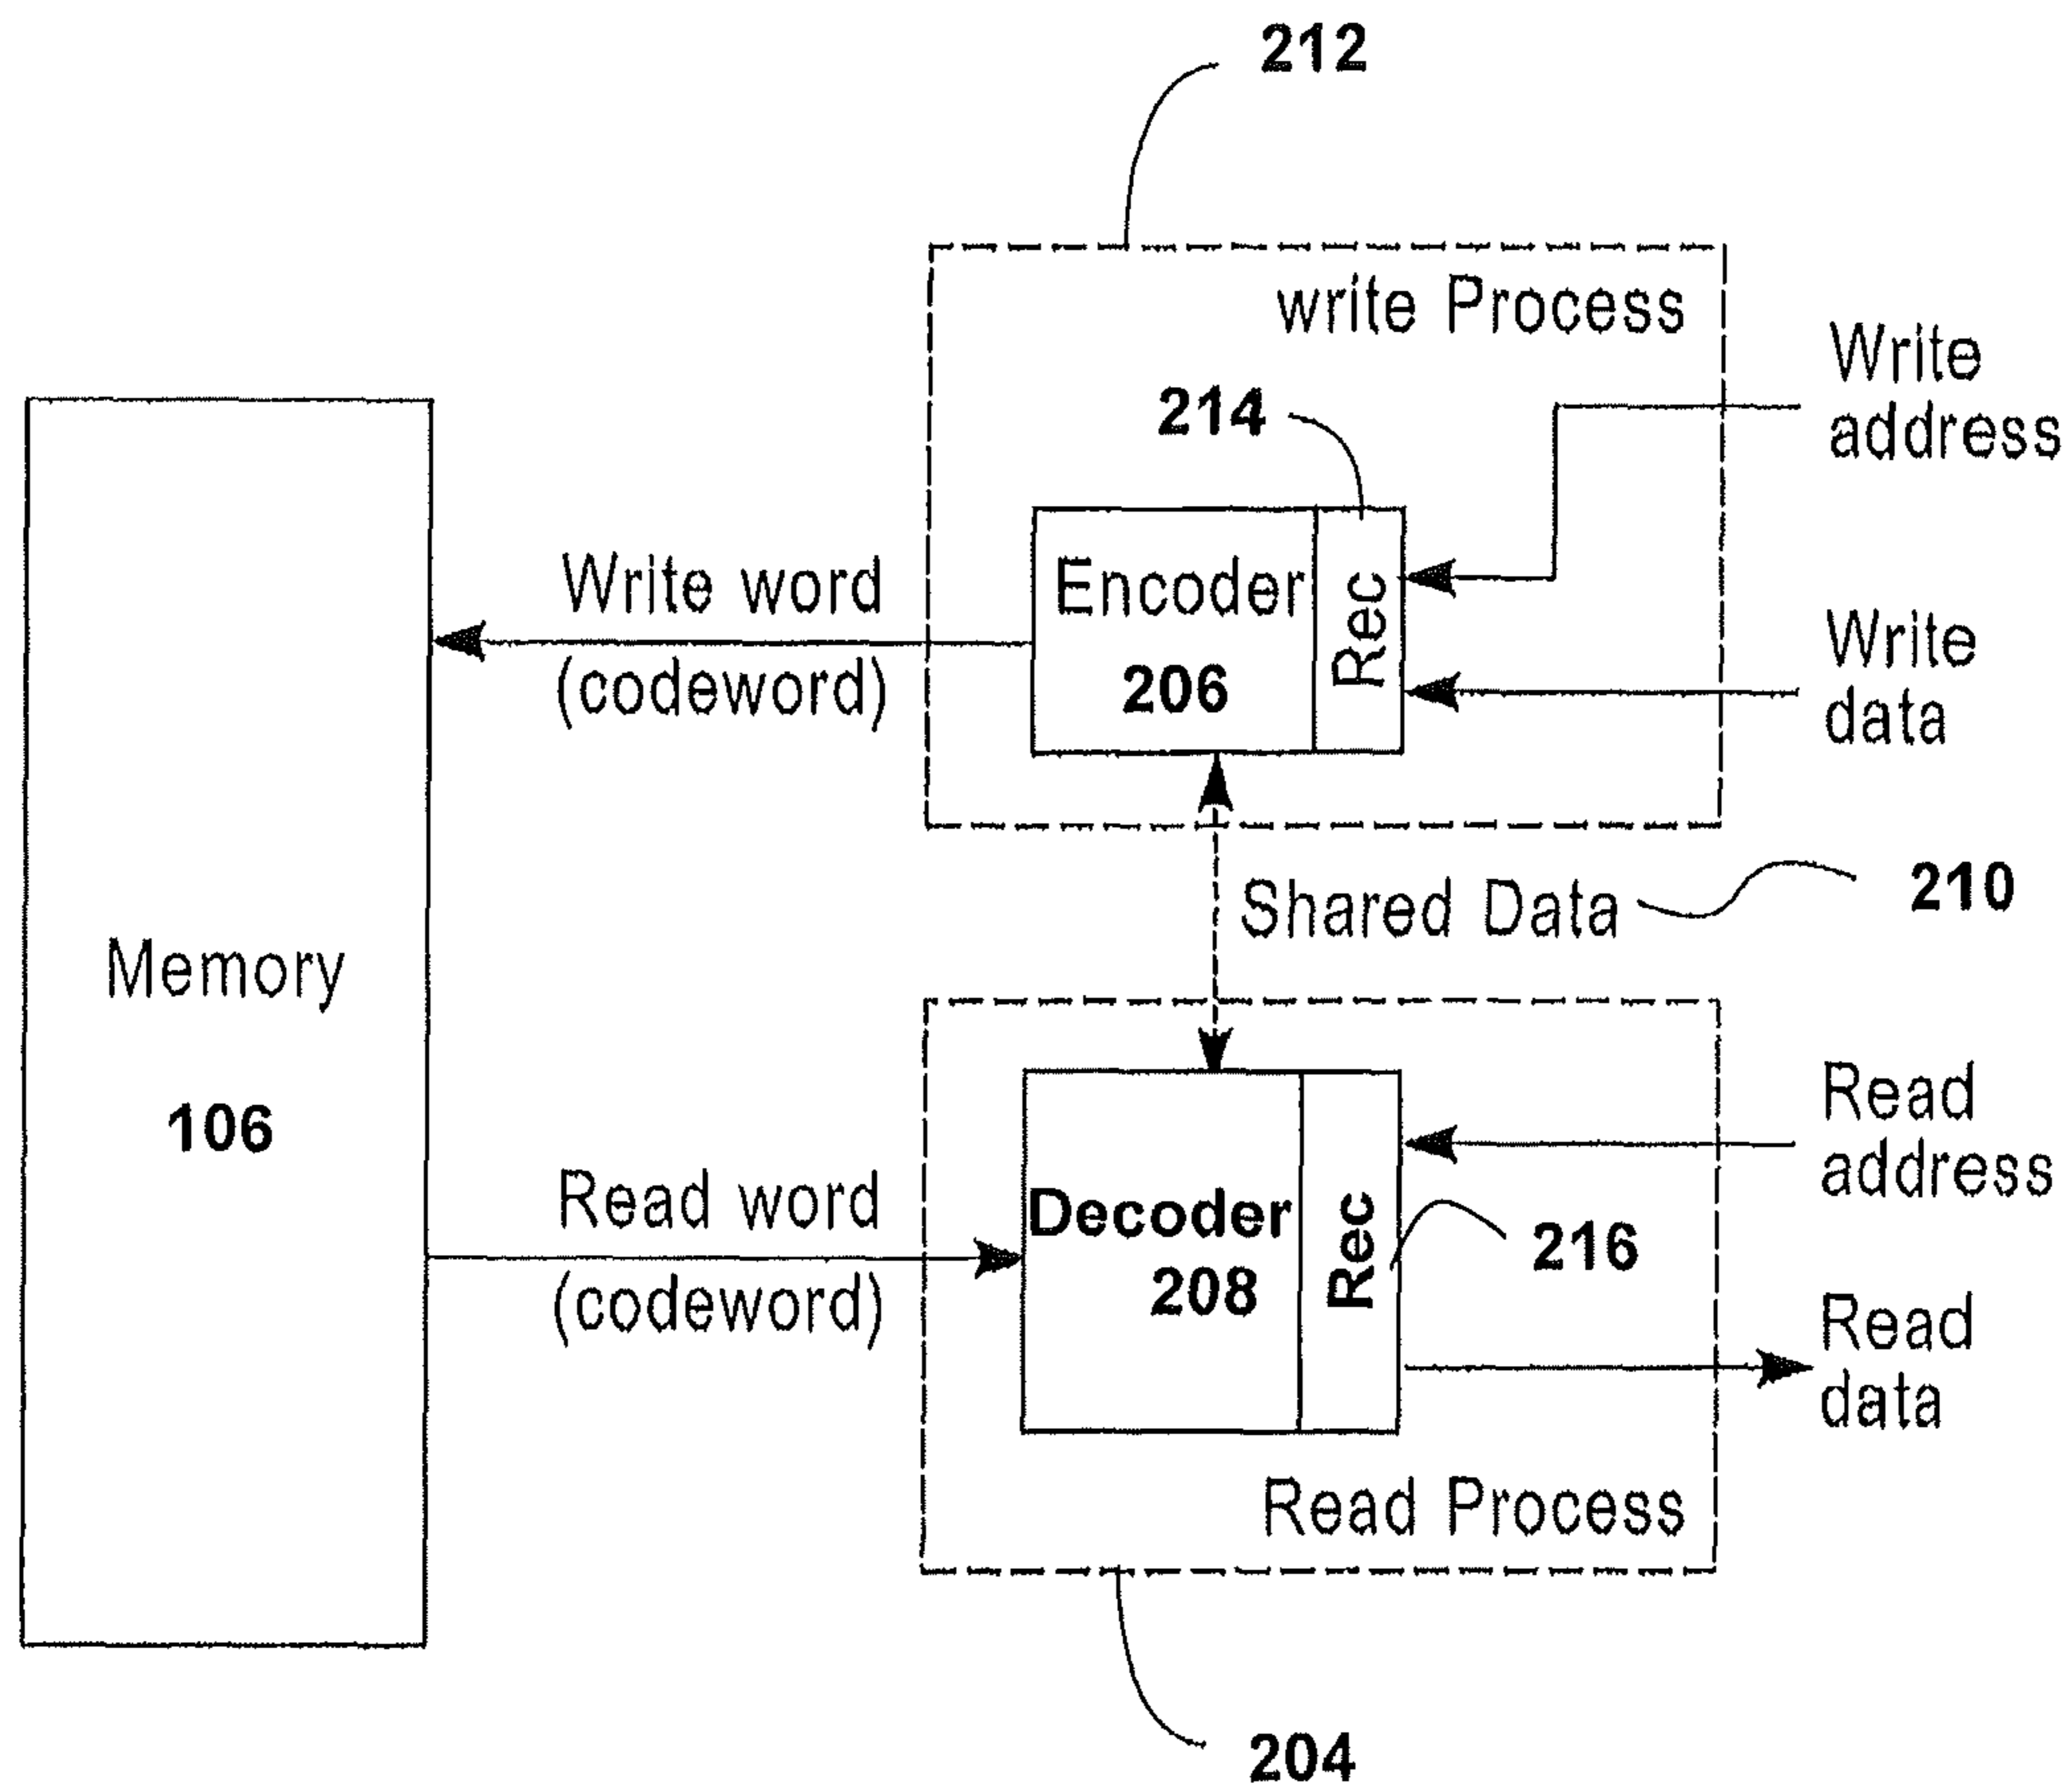 212
write Process
Write
address
214
Encoder
206
Rec
Write word
(codeword)
Write
data
Shared Data
210
Memory
106
Read
address
Read word
(codeword)
Decoder
208
Rec
216
Read
data
Read Process
204